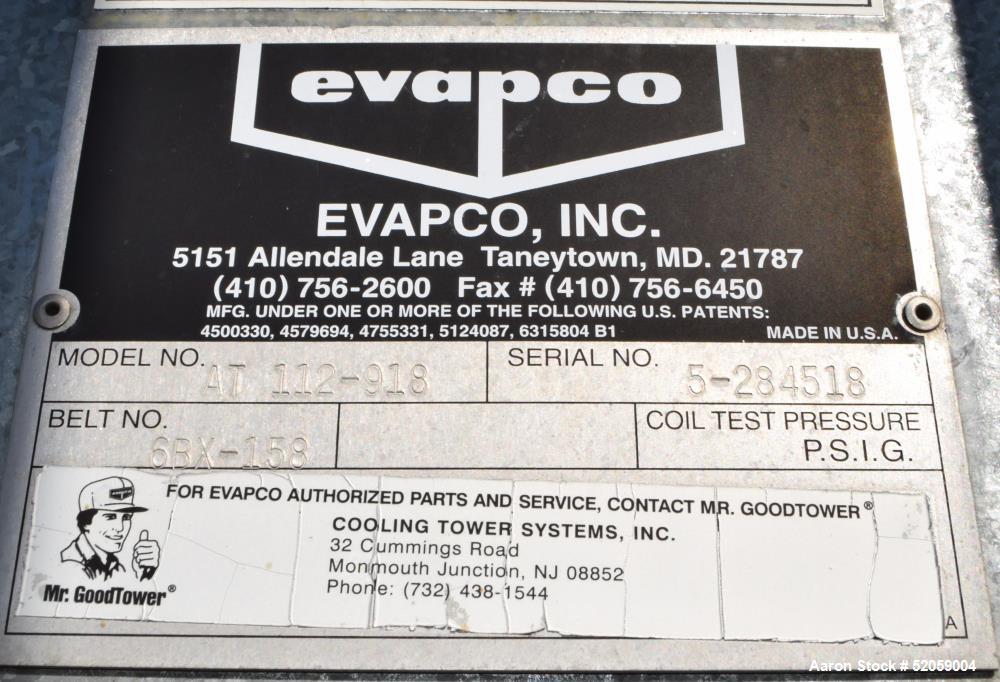 evapco
EVAPCO, INC.
5151 Allendale Lane Taneytown, MD. 21787
(410) 756-2600 Fax # (410) 756-6450
MFG. UNDER ONE OR MORE OF THE FOLLOWING U.S. PATENTS:
4500330, 4579694, 4755331, 5124087, 6315804 B1 MADE IN U.S.A.
MODEL NO. AT 112-918 SERIAL NO. 5-284518
BELT NO. 6BX-158 COIL TEST PRESSURE
P.S.I.G.
FOR EVAPCO AUTHORIZED PARTS AND SERVICE, CONTACT MR. GOODTOWER®
COOLING TOWER SYSTEMS, INC.
32 Cummings Road
Monmouth Junction, NJ 08852
Phone: (732) 438-1544
Mr. GoodTower®
A
Aaron Stock # 52059004